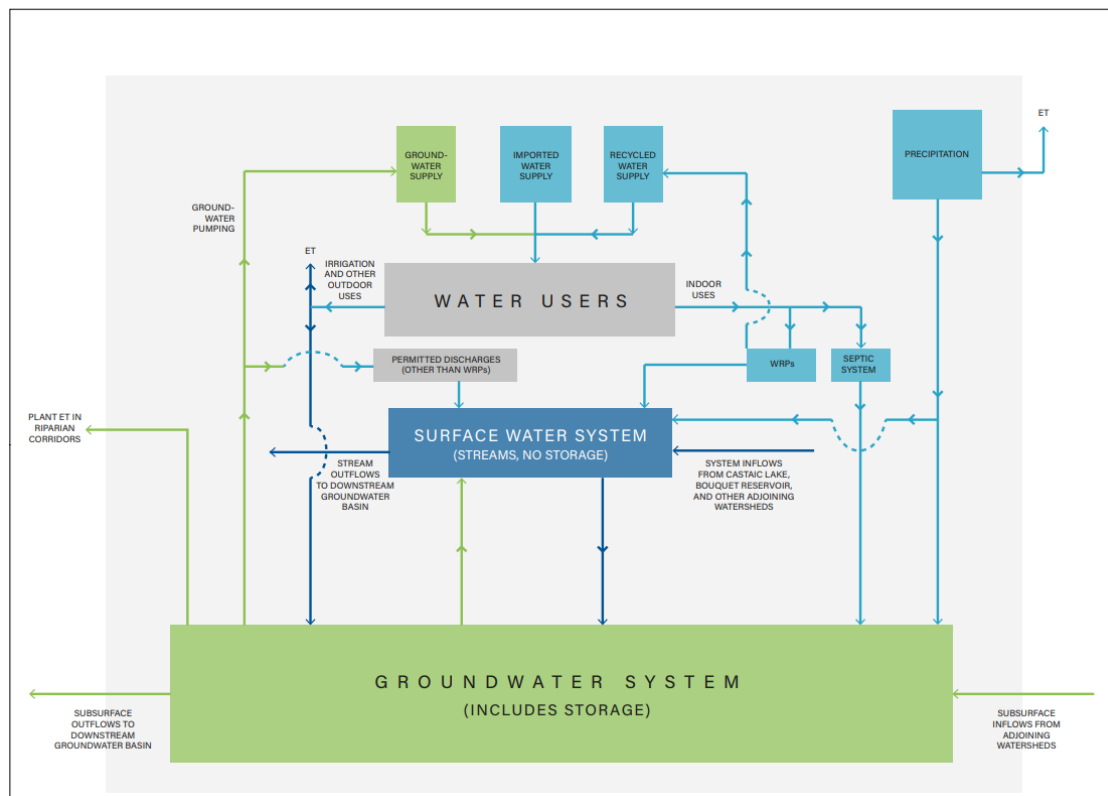 GROUND-
WATER
SUPPLY
IMPORTED
WATER
SUPPLY
RECYCLED
WATER
SUPPLY
PRECIPITATION
ET
GROUND-
WATER
PUMPING
ET
IRRIGATION
AND OTHER
OUTDOOR
USES
WATER USERS
INDOOR
USES
PERMITTED DISCHARGES
(OTHER THAN WRPs)
WRPs
SEPTIC
SYSTEM
PLANT ET IN
RIPARIAN
CORRIDORS
SURFACE WATER SYSTEM
(STREAMS, NO STORAGE)
STREAM
OUTFLOWS
TO DOWNSTREAM
GROUNDWATER
BASIN
SYSTEM INFLOWS
FROM CASTAIC LAKE,
BOUQUET RESERVOIR,
AND OTHER ADJOINING
WATERSHEDS
GROUNDWATER SYSTEM
(INCLUDES STORAGE)
SUBSURFACE
OUTFLOWS TO
DOWNSTREAM
GROUNDWATER BASIN
SUBSURFACE
INFLOWS FROM
ADJOINING
WATERSHEDS